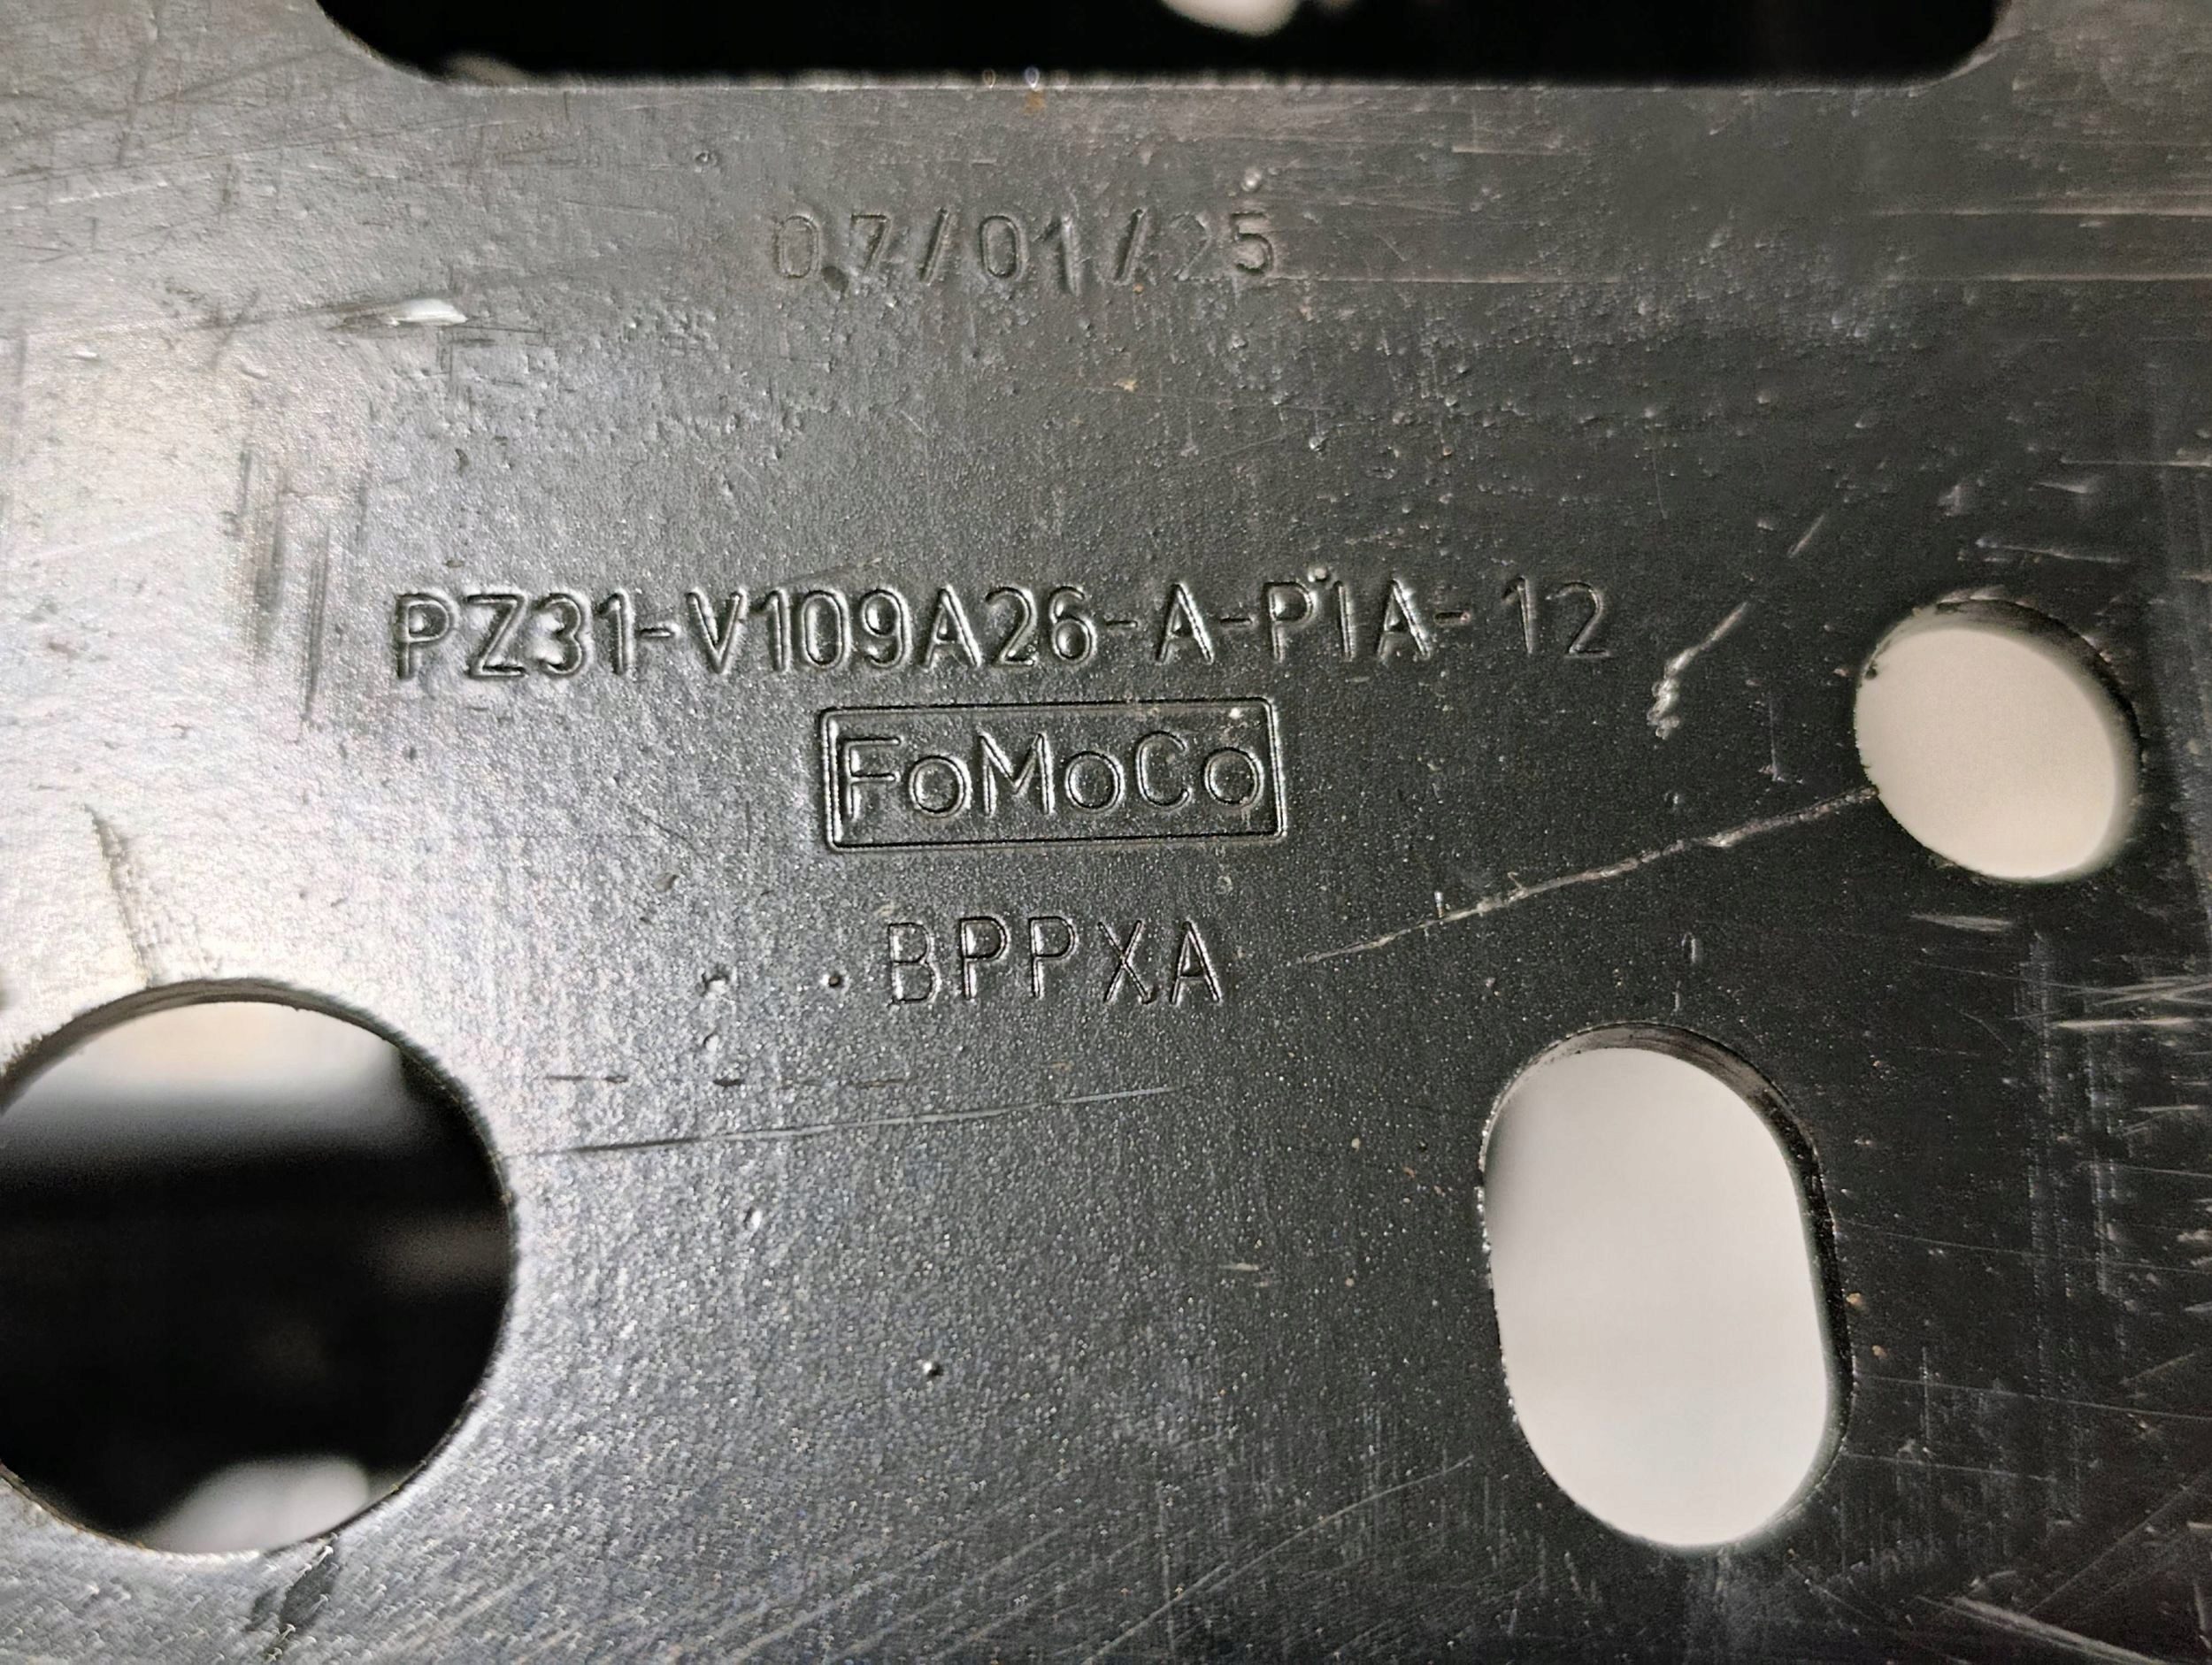 07/01/25
PZ31-V109A26-A-P1A-12
FoMoCo
BPPXA